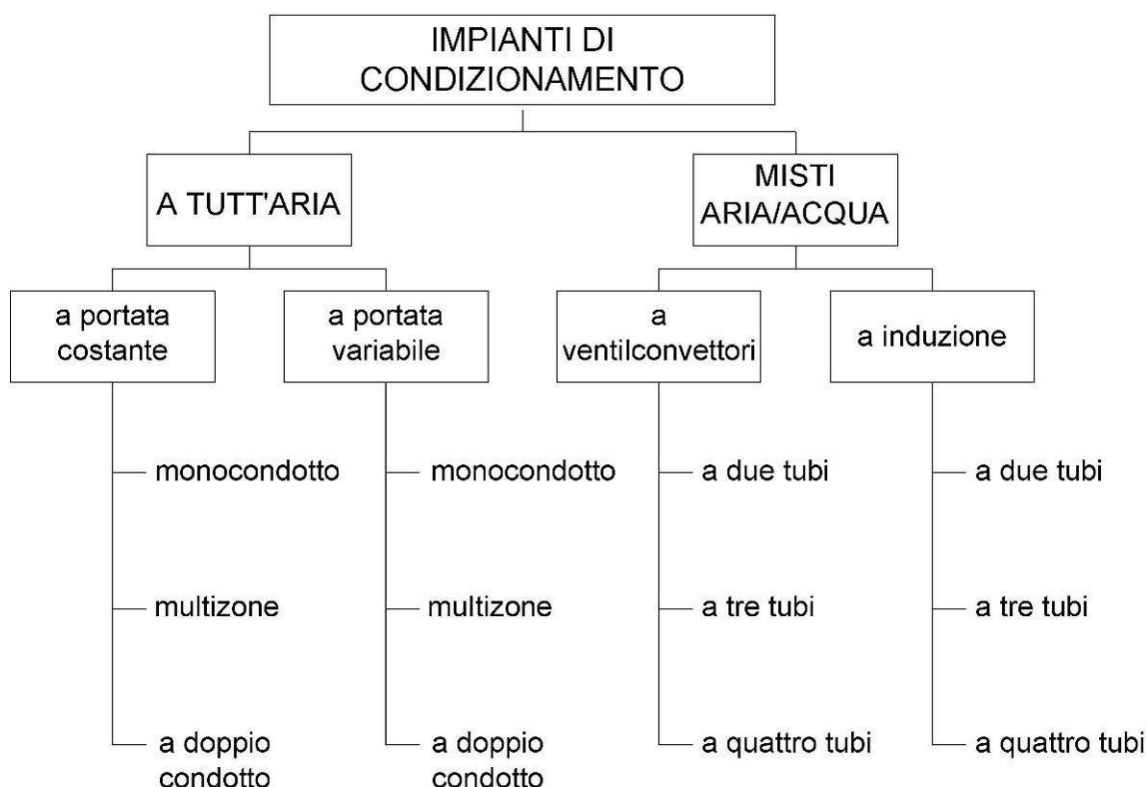 IMPIANTI DI
CONDIZIONAMENTO
A TUTT'ARIA
MISTI
ARIA/ACQUA
a portata
costante
a portata
variabile
a
ventilconvettori
a induzione
monocondotto
monocondotto
a due tubi
a due tubi
multizone
multizone
a tre tubi
a tre tubi
a doppio
condotto
a doppio
condotto
a quattro tubi
a quattro tubi